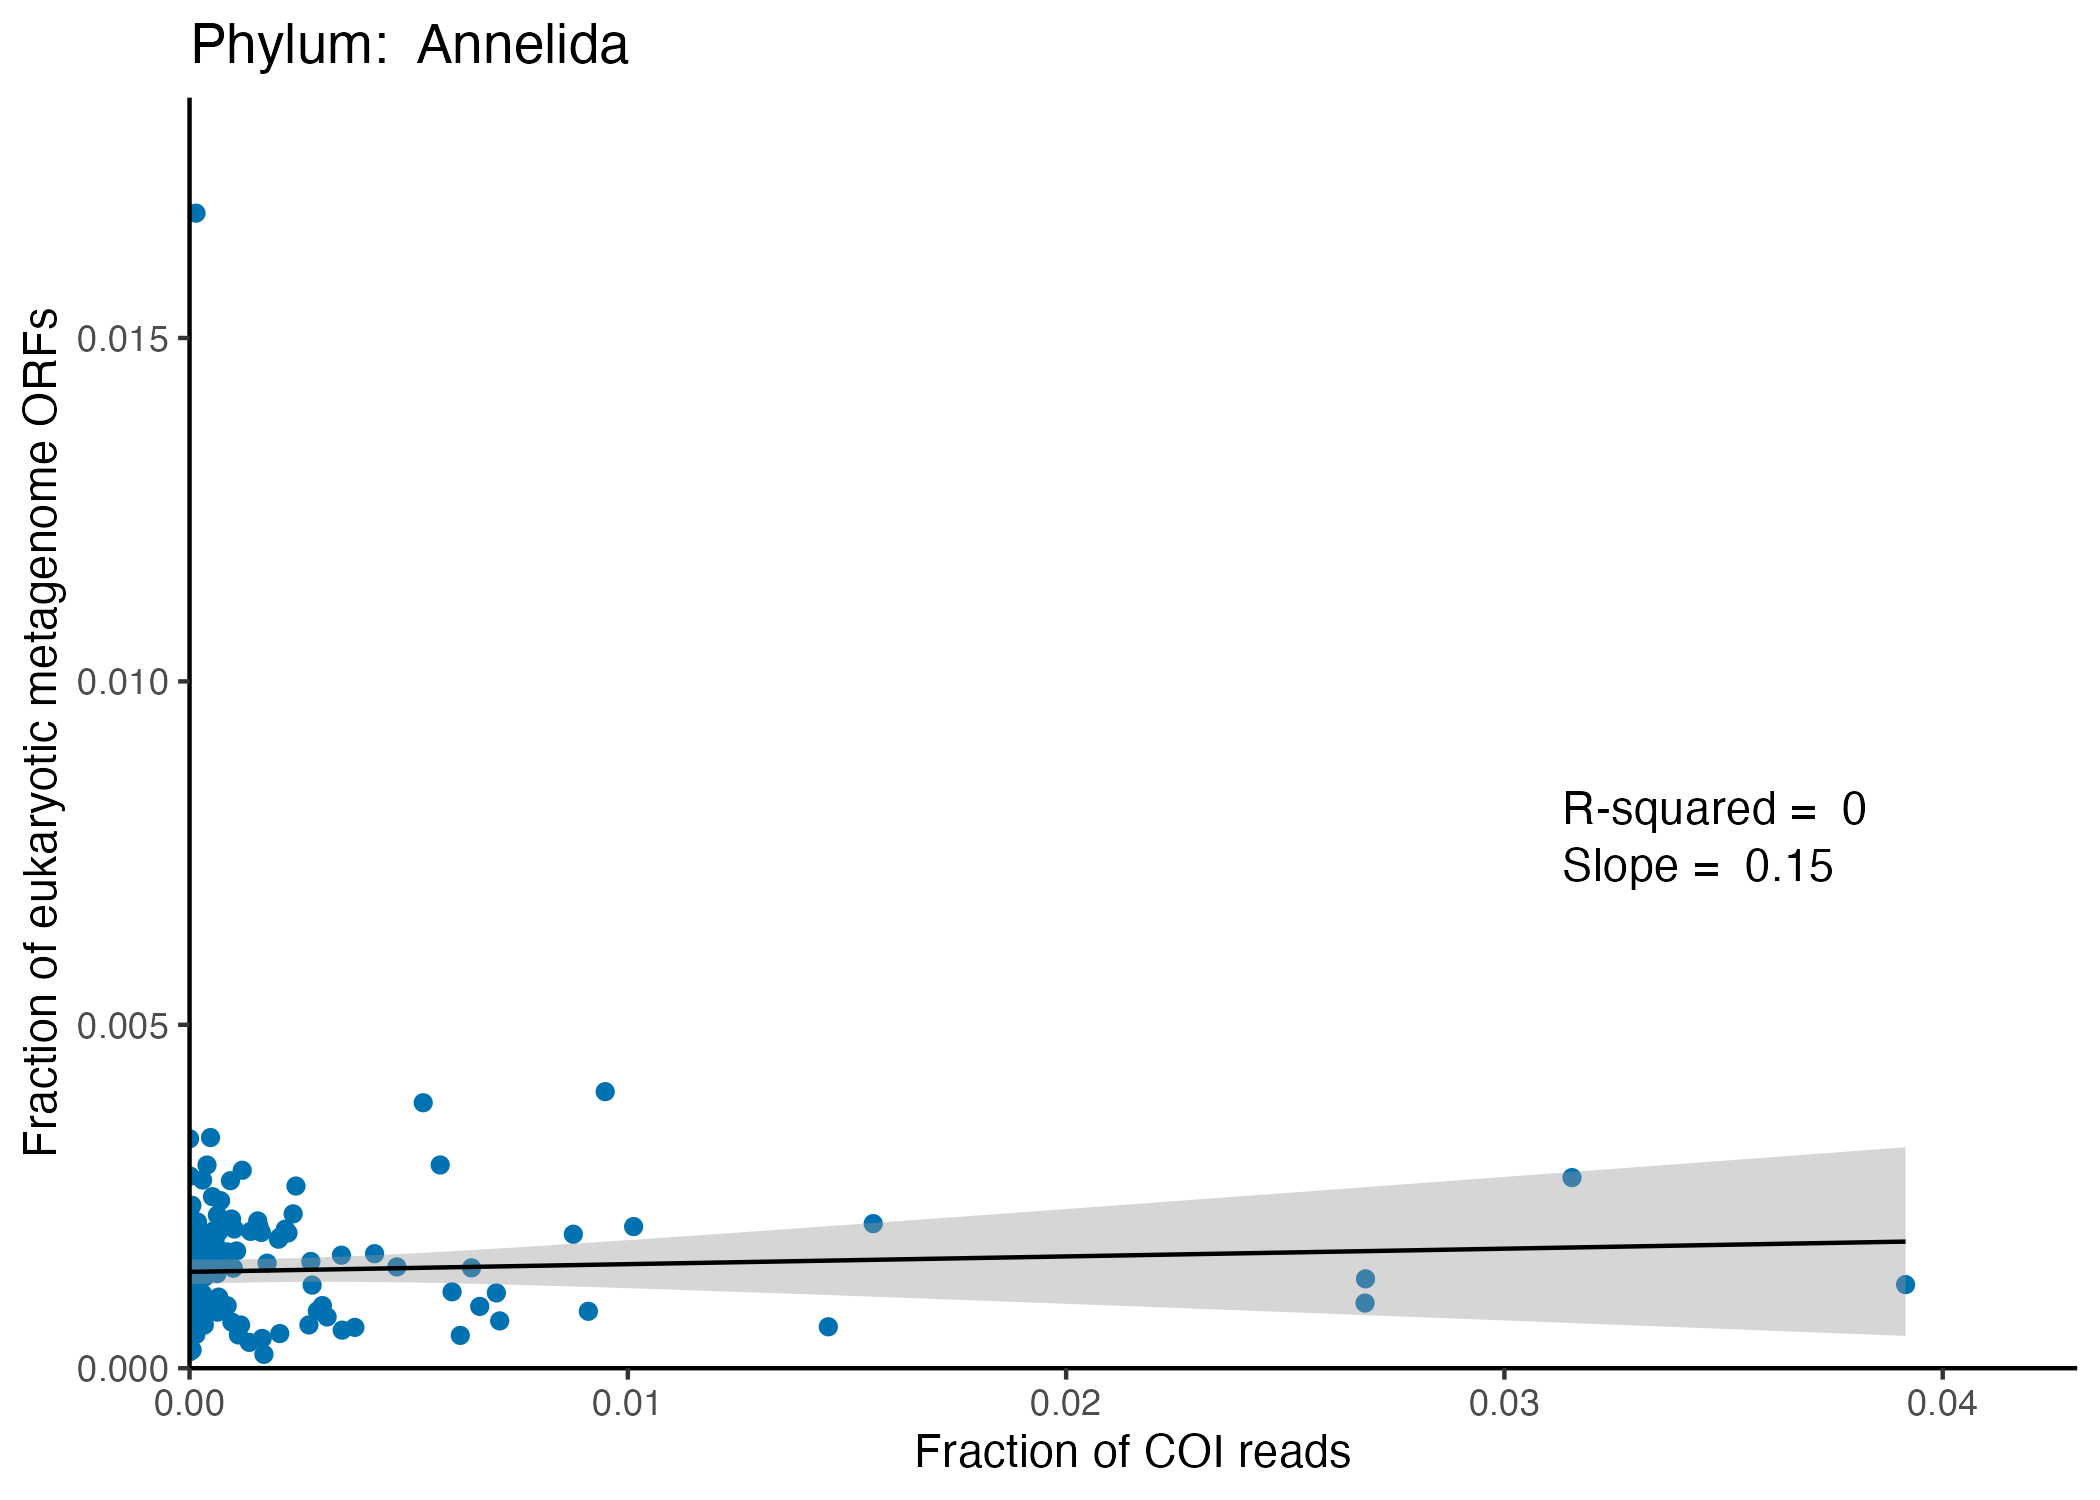 Phylum:  Annelida
Fraction of eukaryotic metagenome ORFs
0.015
0.010
0.005
0.000
R-squared =  0
Slope =  0.15
0.00 0.01 0.02 0.03 0.04
Fraction of COI reads